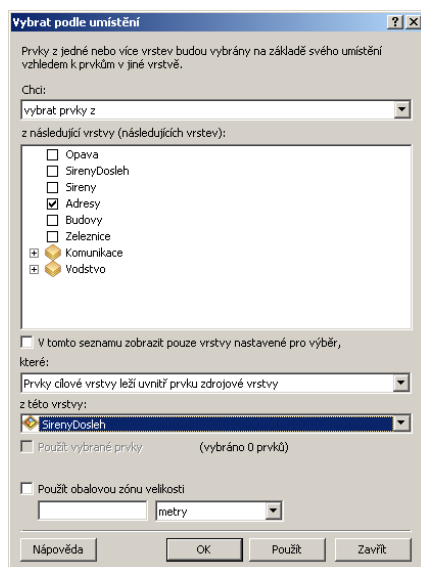 Vybrat podle umístění
Prvky z jedné nebo více vrstev budou vybrány na základě svého umístění
vzhledem k prvkům v jiné vrstvě.
Chci:
vybrat prvky z
z následující vrstvy (následujících vrstev):
Opava
SirenyDosleh
Sireny
Adresy
Budovy
Zeleznice
Komunikace
Vodstvo
V tomto seznamu zobrazit pouze vrstvy nastavené pro výběr,
které:
Prvky cílové vrstvy leží uvnitř prvku zdrojové vrstvy
z této vrstvy:
SirenyDosleh
Použít vybrané prvky (vybráno 0 prvků)
Použít obalovou zónu velikosti
metry
Nápověda OK Použít Zavřít